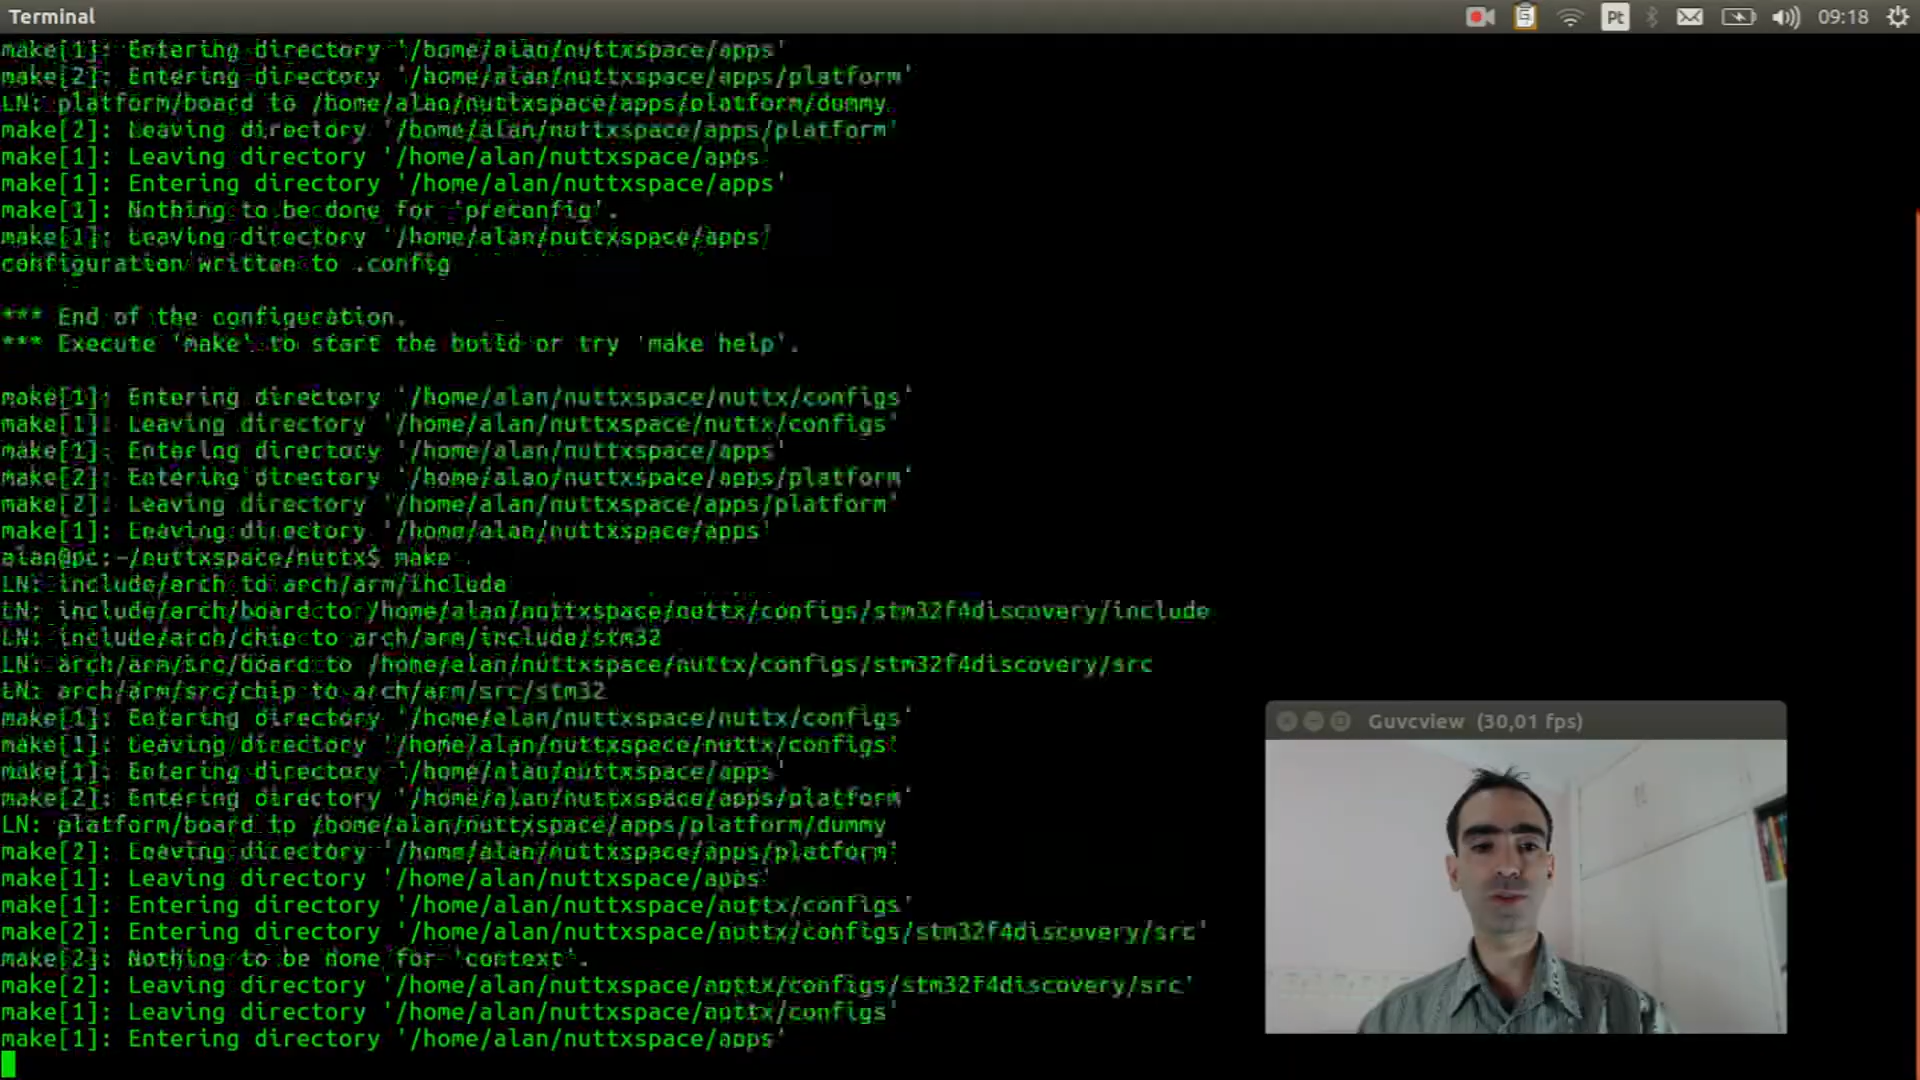 Terminal
Pt
09:18
make[1]: Entering directory '/home/alan/nuttxspace/apps'
make[2]: Entering directory '/home/alan/nuttxspace/apps/platform'
LN: platform/board to /home/alan/nuttxspace/apps/platform/dummy
make[2]: Leaving directory '/home/alan/nuttxspace/apps/platform'
make[1]: Leaving directory '/home/alan/nuttxspace/apps'
make[1]: Entering directory '/home/alan/nuttxspace/apps'
make[1]: Nothing to be done for 'preconfig'.
make[1]: Leaving directory '/home/alan/nuttxspace/apps'
configuration written to .config
*** End of the configuration.
*** Execute 'make' to start the build or try 'make help'.
make[1]: Entering directory '/home/alan/nuttxspace/nuttx/configs'
make[1]: Leaving directory '/home/alan/nuttxspace/nuttx/configs'
make[1]: Entering directory '/home/alan/nuttxspace/apps'
make[2]: Entering directory '/home/alan/nuttxspace/apps/platform'
make[2]: Leaving directory '/home/alan/nuttxspace/apps/platform'
make[1]: Leaving directory '/home/alan/nuttxspace/apps'
alan@pc:~/nuttxspace/nuttx$ make
LN: include/arch to arch/arm/include
LN: include/arch/board to /home/alan/nuttxspace/nuttx/configs/stm32f4discovery/include
LN: include/arch/chip to arch/arm/include/stm32
LN: arch/arm/src/board to /home/alan/nuttxspace/nuttx/configs/stm32f4discovery/src
LN: arch/arm/src/chip to arch/arm/src/stm32
make[1]: Entering directory '/home/alan/nuttxspace/nuttx/configs'
make[1]: Leaving directory '/home/alan/nuttxspace/nuttx/configs'
make[1]: Entering directory '/home/alan/nuttxspace/apps'
make[2]: Entering directory '/home/alan/nuttxspace/apps/platform'
LN: platform/board to /home/alan/nuttxspace/apps/platform/dummy
make[2]: Leaving directory '/home/alan/nuttxspace/apps/platform'
make[1]: Leaving directory '/home/alan/nuttxspace/apps'
make[1]: Entering directory '/home/alan/nuttxspace/nuttx/configs'
make[2]: Entering directory '/home/alan/nuttxspace/nuttx/configs/stm32f4discovery/src'
make[2]: Nothing to be done for 'context'.
make[2]: Leaving directory '/home/alan/nuttxspace/nuttx/configs/stm32f4discovery/src'
make[1]: Leaving directory '/home/alan/nuttxspace/nuttx/configs'
make[1]: Entering directory '/home/alan/nuttxspace/apps'
Guvcview (30,01 fps)